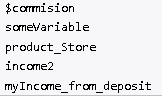 $commision
someVariable
product_Store
income2
myIncome_from_deposit